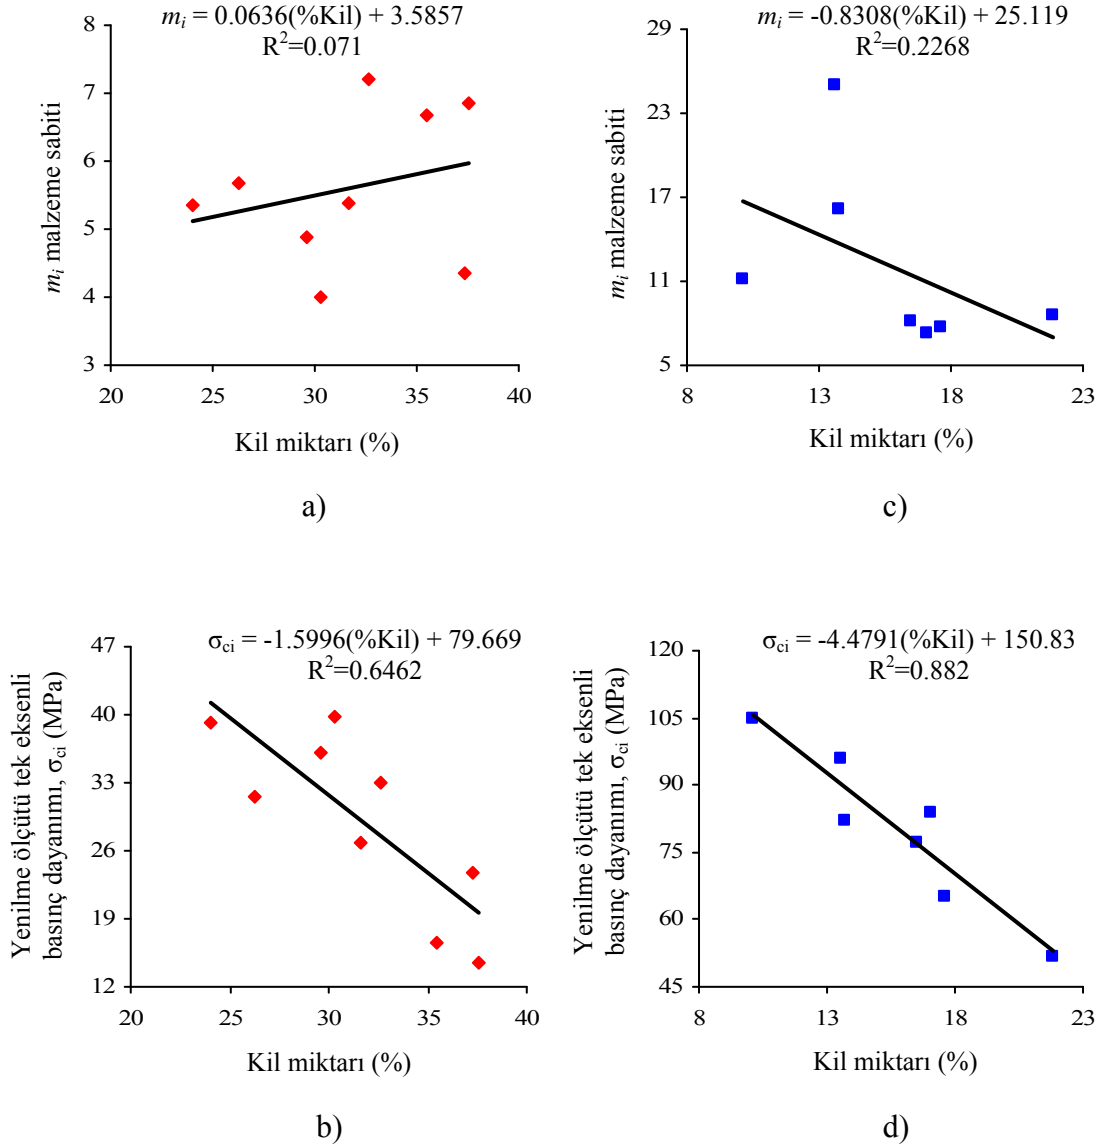 mi = 0.0636(%Kil) + 3.5857
R²=0.071
8
7
6
5
4
3
mi malzeme sabiti
20 25 30 35 40
Kil miktarı (%)
a)
mi = -0.8308(%Kil) + 25.119
R²=0.2268
29
23
17
11
5
mi malzeme sabiti
8 13 18 23
Kil miktarı (%)
c)
σci = -1.5996(%Kil) + 79.669
R²=0.6462
47
40
33
26
19
12
Yenilme ölçütü tek eksenli
basınç dayanımı, σci (MPa)
20 25 30 35 40
Kil miktarı (%)
b)
σci = -4.4791(%Kil) + 150.83
R²=0.882
120
105
90
75
60
45
Yenilme ölçütü tek eksenli
basınç dayanımı, σci (MPa)
8 13 18 23
Kil miktarı (%)
d)